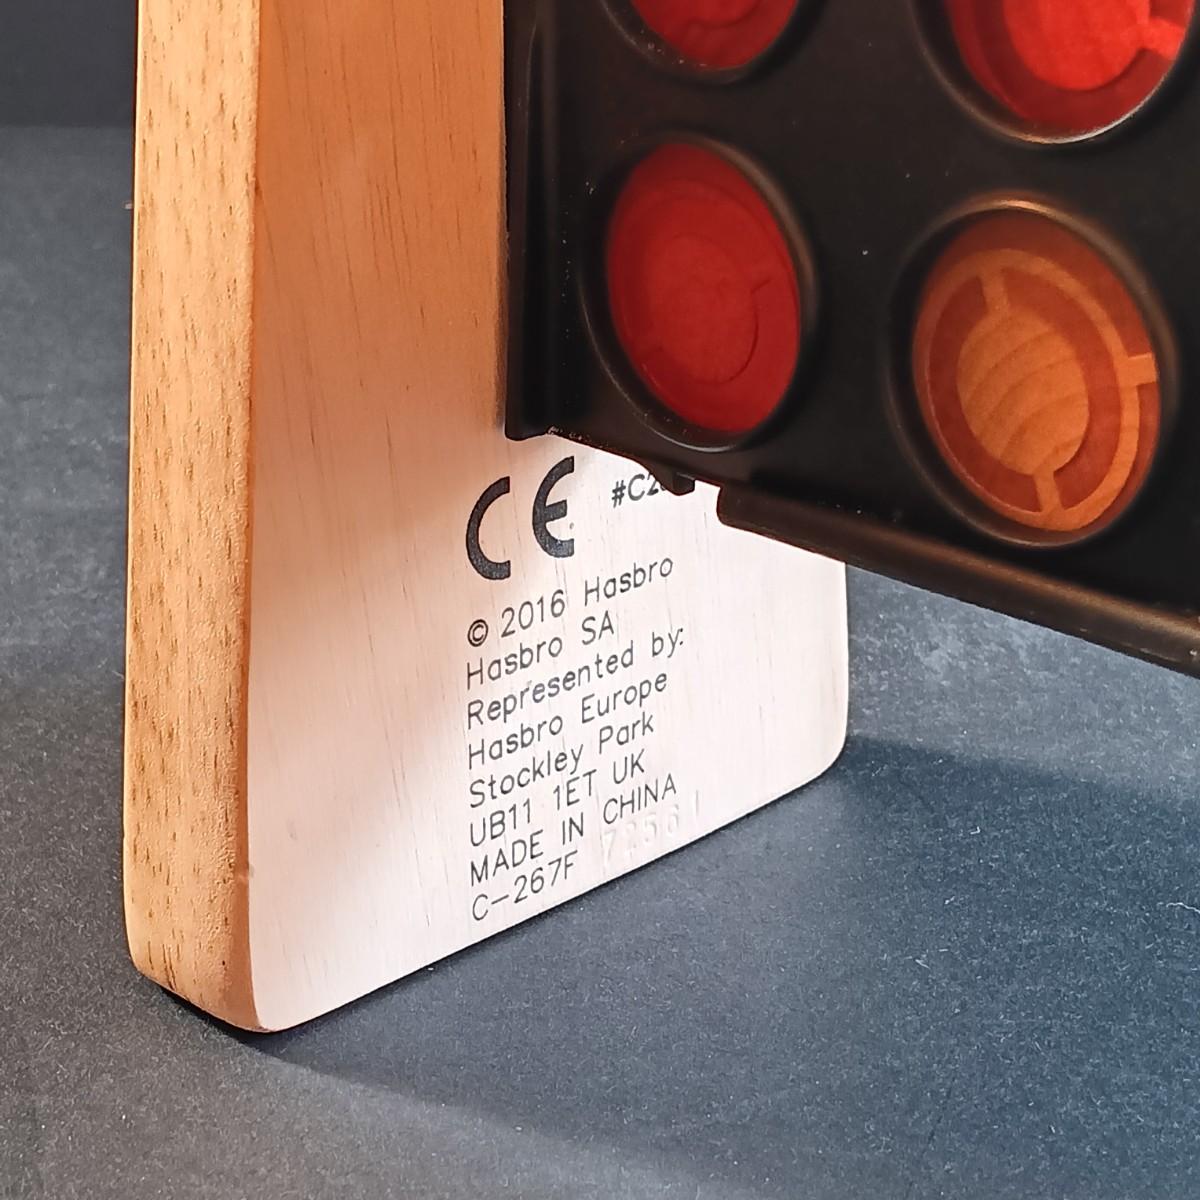 CE #C2
© 2016 Hasbro
Hasbro SA
Represented by:
Hasbro Europe
Stockley Park
UB11 1ET UK
MADE IN CHINA
C-267F 72561